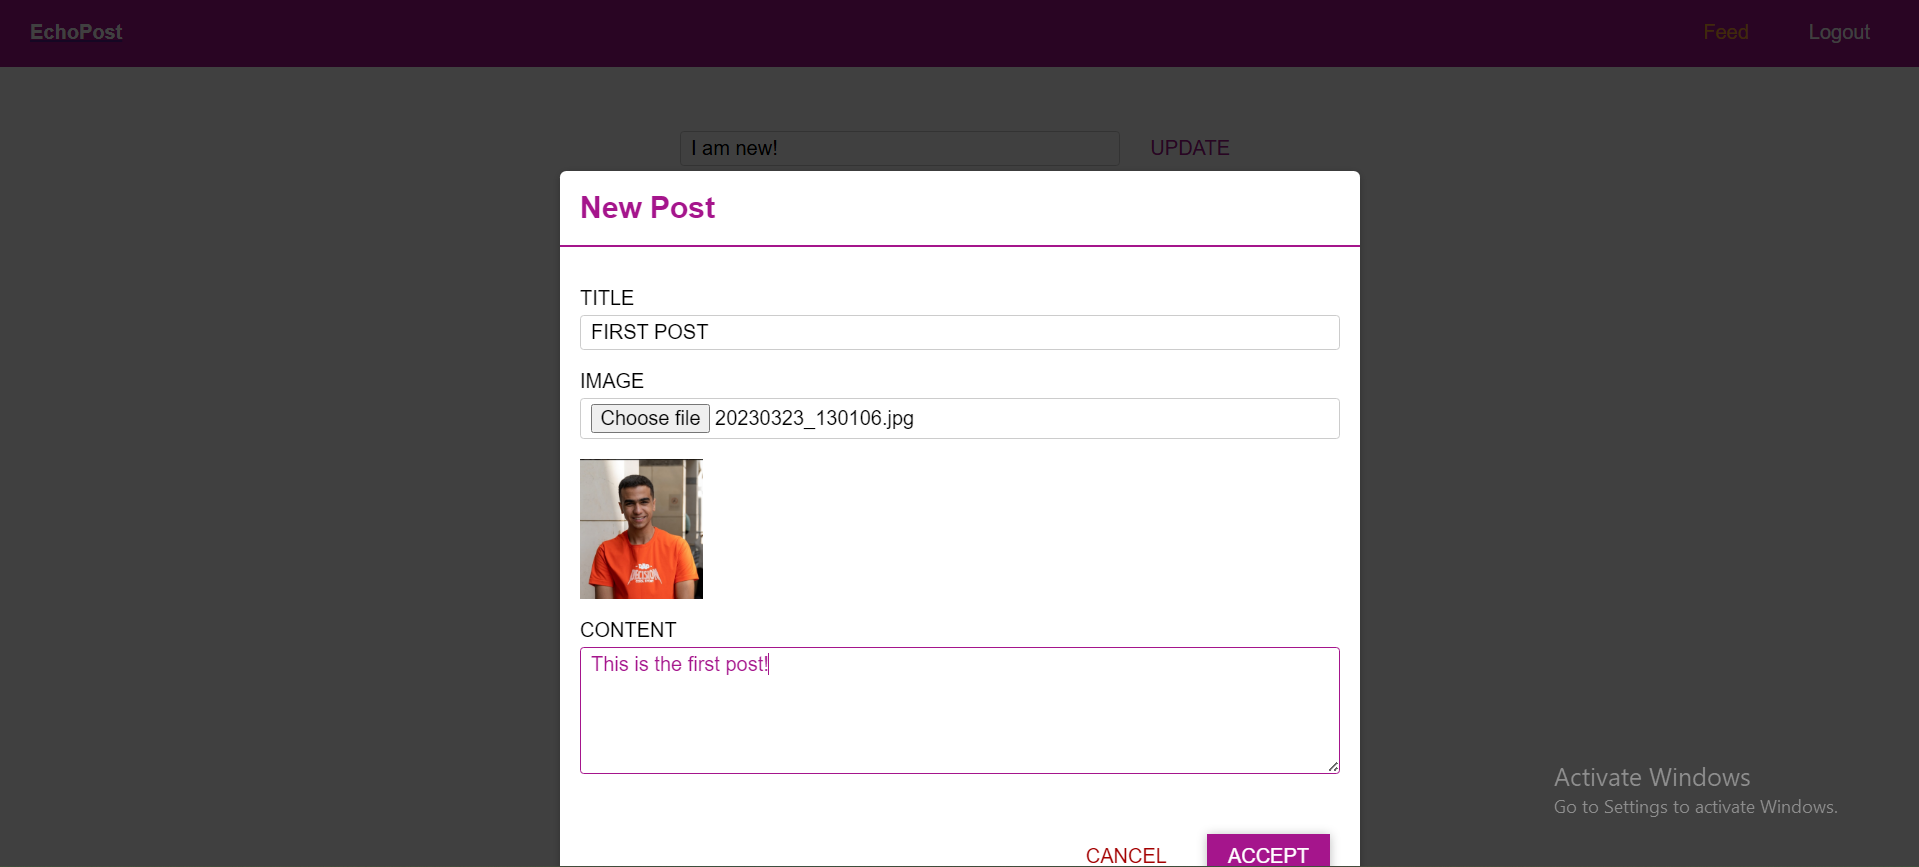 EchoPost
Feed
Logout
I am new!
UPDATE
New Post
TITLE
FIRST POST
IMAGE
Choose file 20230323_130106.jpg
DECISION
CONTENT
This is the first post!
Activate Windows
Go to Settings to activate Windows.
CANCEL
ACCEPT